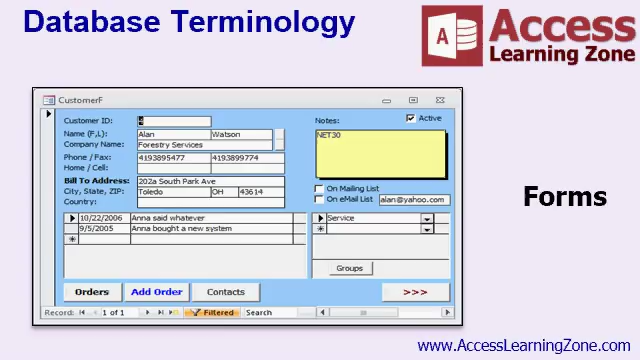 Database Terminology
A
Access
Learning Zone
CustomerF
Customer ID: 4
Name (F,L): Alan Watson
Company Name: Forestry Services
Phone / Fax: 4193895477 4193899774
Home / Cell:
Bill To Address: 202a South Park Ave
City, State, ZIP: Toledo OH 43614
Country:
Notes: Active
NET30
On Mailing List
On eMail List alan@yahoo.com
10/22/2006 Anna said whatever
9/5/2005 Anna bought a new system
Service
Groups
Orders Add Order Contacts >>>
Record: 1 of 1 Filtered Search
Forms
www.AccessLearningZone.com